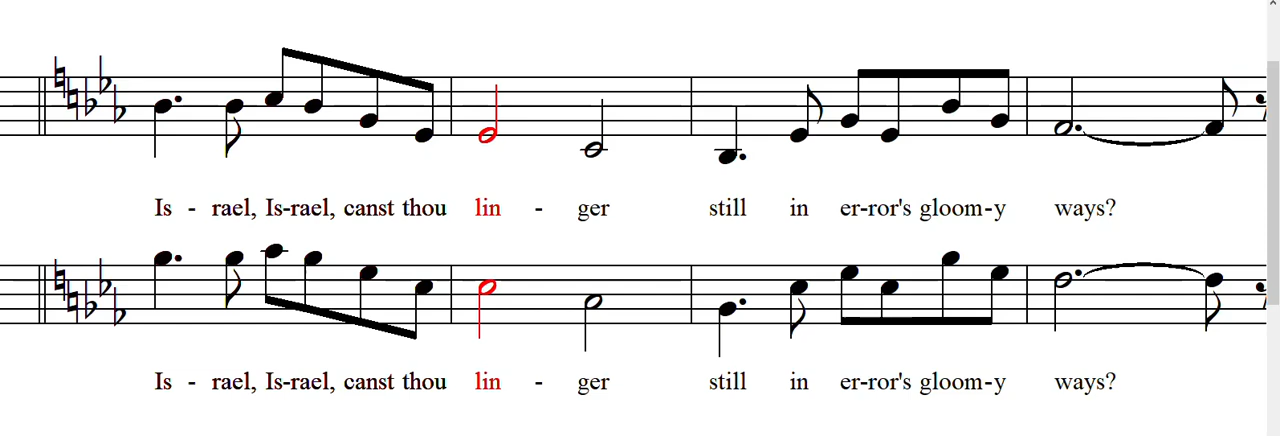 Is - rael, Is-rael, canst thou lin - ger still in er-ror's gloom-y ways?
Is - rael, Is-rael, canst thou lin - ger still in er-ror's gloom-y ways?